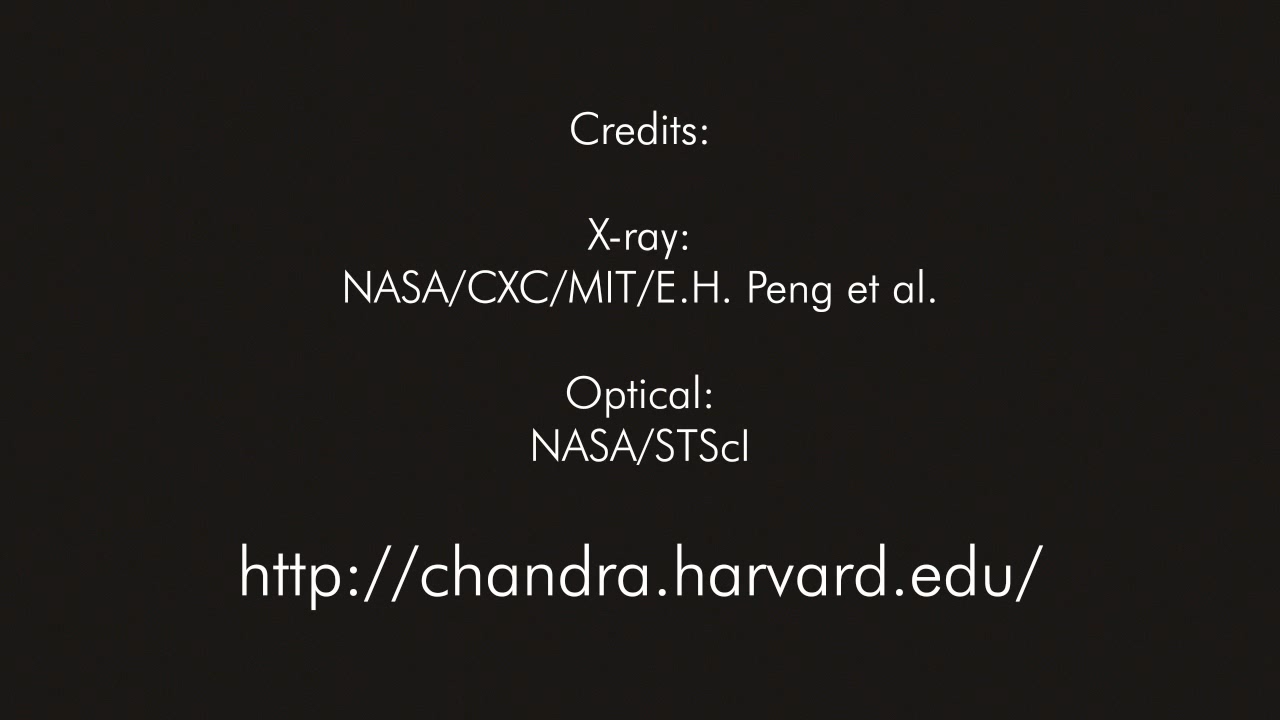 Credits:
X-ray:
NASA/CXC/MIT/E.H. Peng et al.
Optical:
NASA/STScI
http://chandra.harvard.edu/